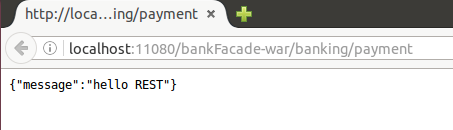 http://loca...ing/payment
localhost:11080/bankFacade-war/banking/payment
{"message":"hello REST"}